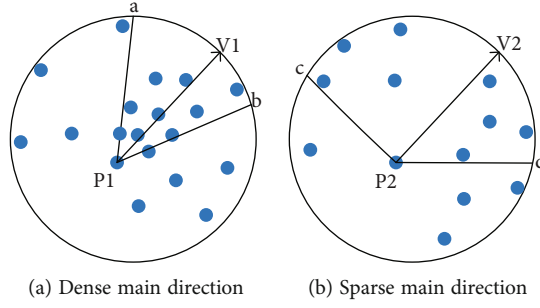 a
V1
b
P1
(a) Dense main direction
V2
c
P2
d
(b) Sparse main direction